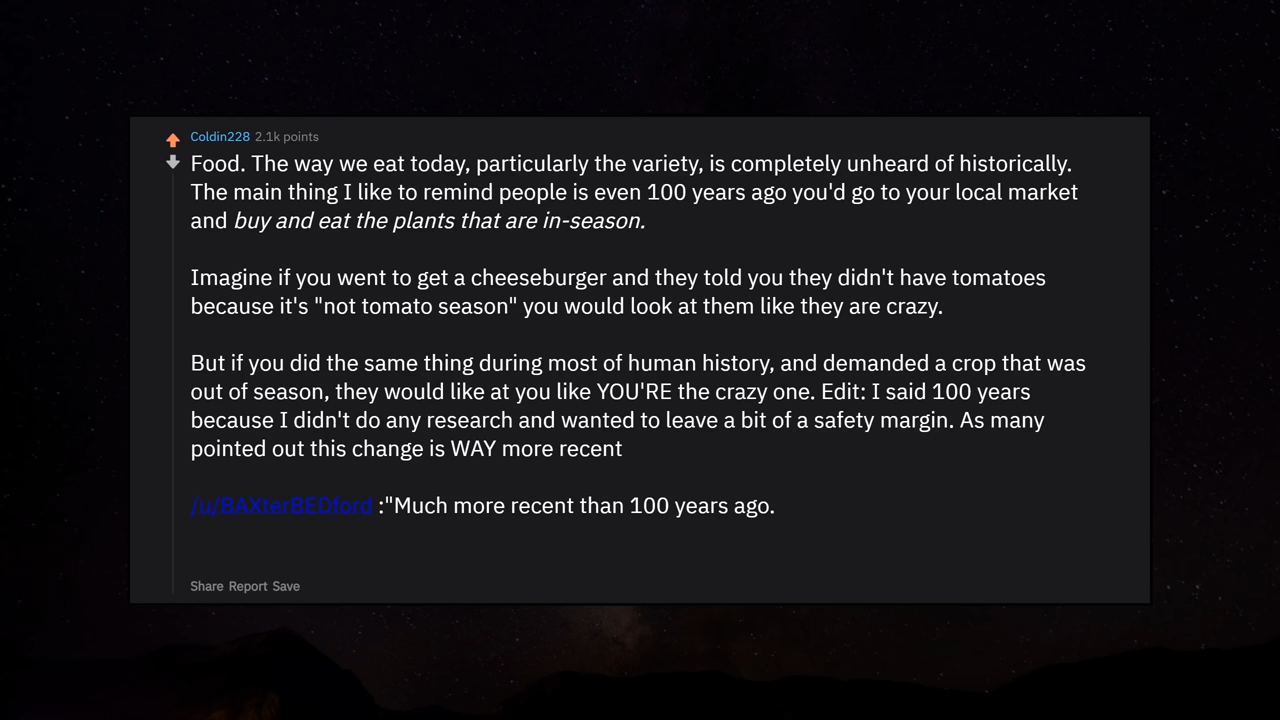 Coldin228 2.1k points
Food. The way we eat today, particularly the variety, is completely unheard of historically.
The main thing I like to remind people is even 100 years ago you'd go to your local market
and buy and eat the plants that are in-season.
Imagine if you went to get a cheeseburger and they told you they didn't have tomatoes
because it's "not tomato season" you would look at them like they are crazy.
But if you did the same thing during most of human history, and demanded a crop that was
out of season, they would like at you like YOU'RE the crazy one. Edit: I said 100 years
because I didn't do any research and wanted to leave a bit of a safety margin. As many
pointed out this change is WAY more recent
/u/BAXterBEDford :"Much more recent than 100 years ago.
Share Report Save